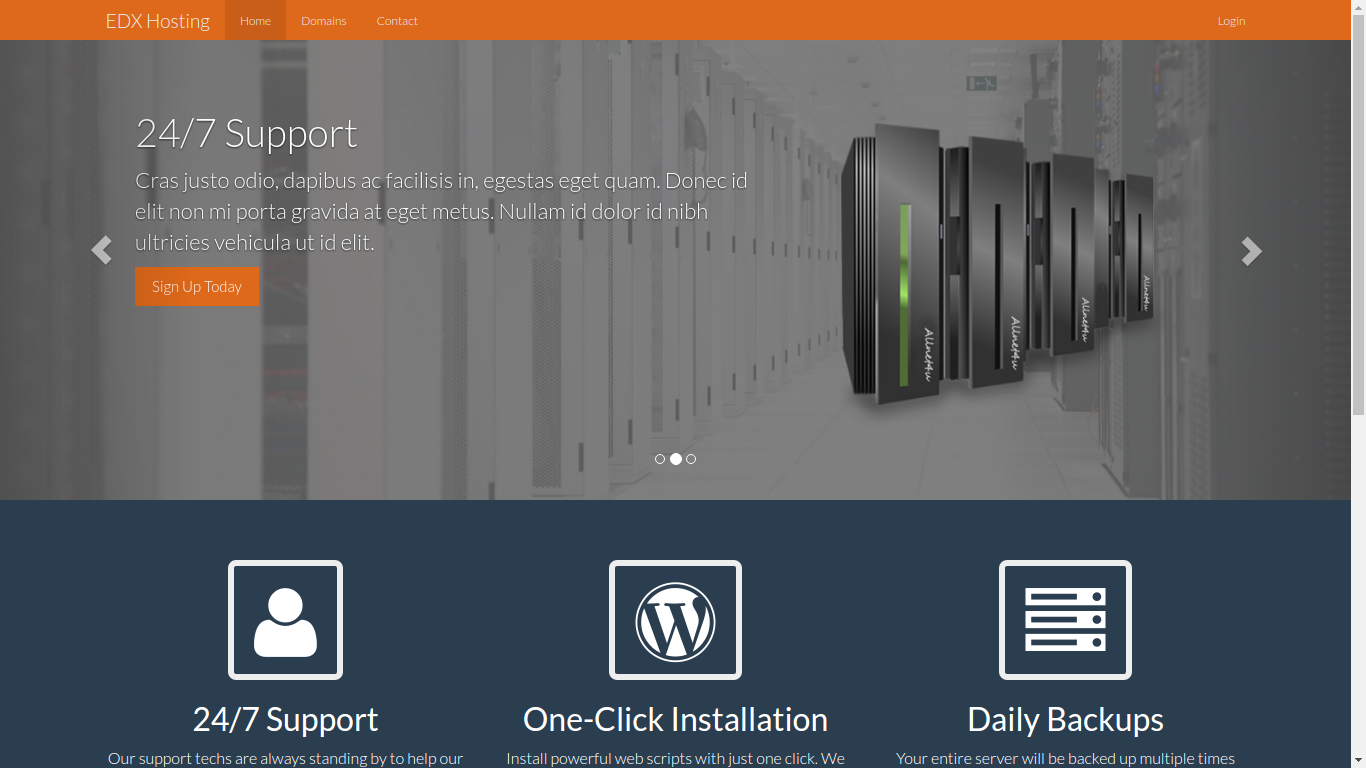 EDX Hosting
Home
Domains
Contact
Login
24/7 Support
Cras justo odio, dapibus ac facilisis in, egestas eget quam. Donec id
elit non mi porta gravida at eget metus. Nullam id dolor id nibh
ultricies vehicula ut id elit.
Sign Up Today
Allnet4u
Allnet4u
Allnet4u
Allnet4u
24/7 Support
One-Click Installation
Daily Backups
Our support techs are always standing by to help our
Install powerful web scripts with just one click. We
Your entire server will be backed up multiple times